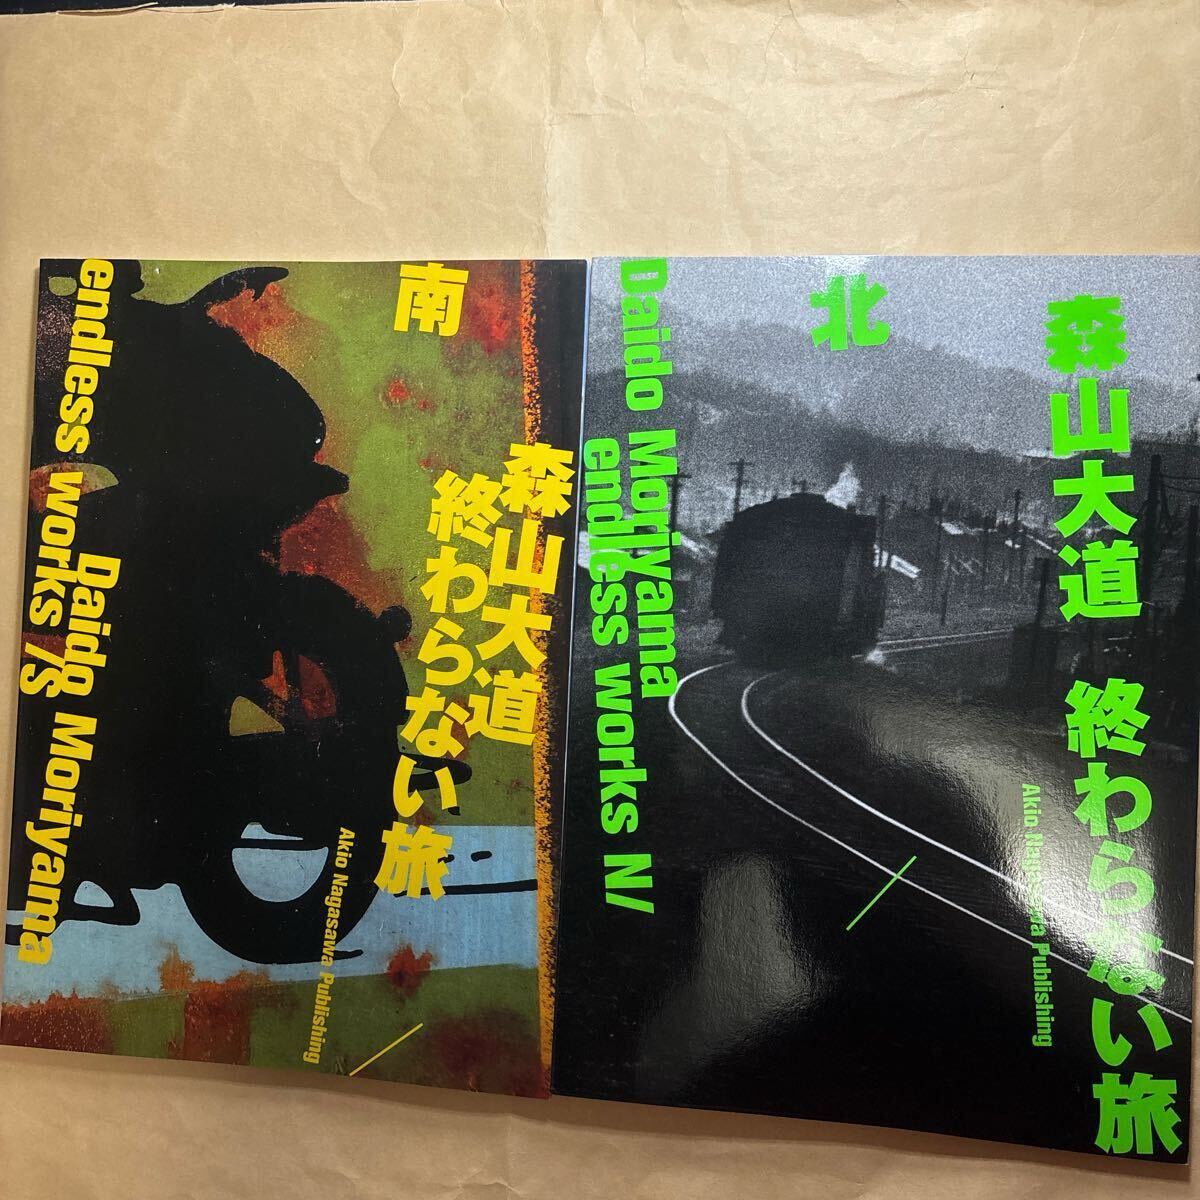 南
森山大道
終わらない旅
endless works /S
Daido Moriyama
Akio Nagasawa Publishing
北
森山大道 終わらない旅
Daido Moriyama
endless works N/
Akio Nagasawa Publishing